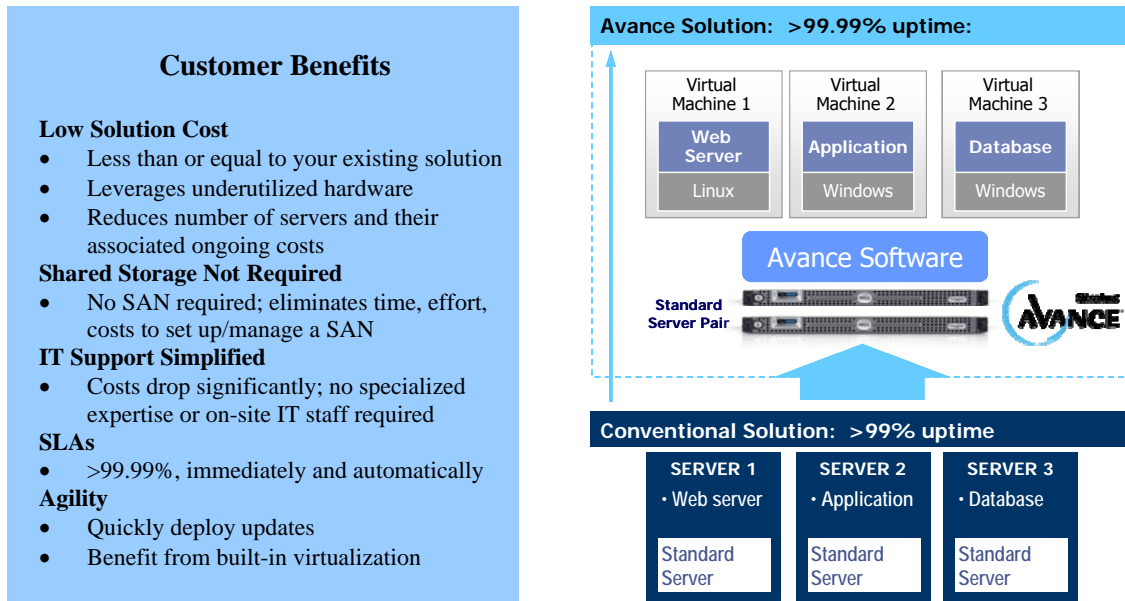 Customer Benefits
Low Solution Cost
• Less than or equal to your existing solution
• Leverages underutilized hardware
• Reduces number of servers and their
associated ongoing costs
Shared Storage Not Required
• No SAN required; eliminates time, effort,
costs to set up/manage a SAN
IT Support Simplified
• Costs drop significantly; no specialized
expertise or on-site IT staff required
SLAs
• >99.99%, immediately and automatically
Agility
• Quickly deploy updates
• Benefit from built-in virtualization
Avance Solution: >99.99% uptime:
Virtual
Machine 1
Web
Server
Linux
Virtual
Machine 2
Application
Windows
Virtual
Machine 3
Database
Windows
Avance Software
Standard
Server Pair
AVANCE
Conventional Solution: >99% uptime
SERVER 1
• Web server
Standard
Server
SERVER 2
• Application
Standard
Server
SERVER 3
• Database
Standard
Server